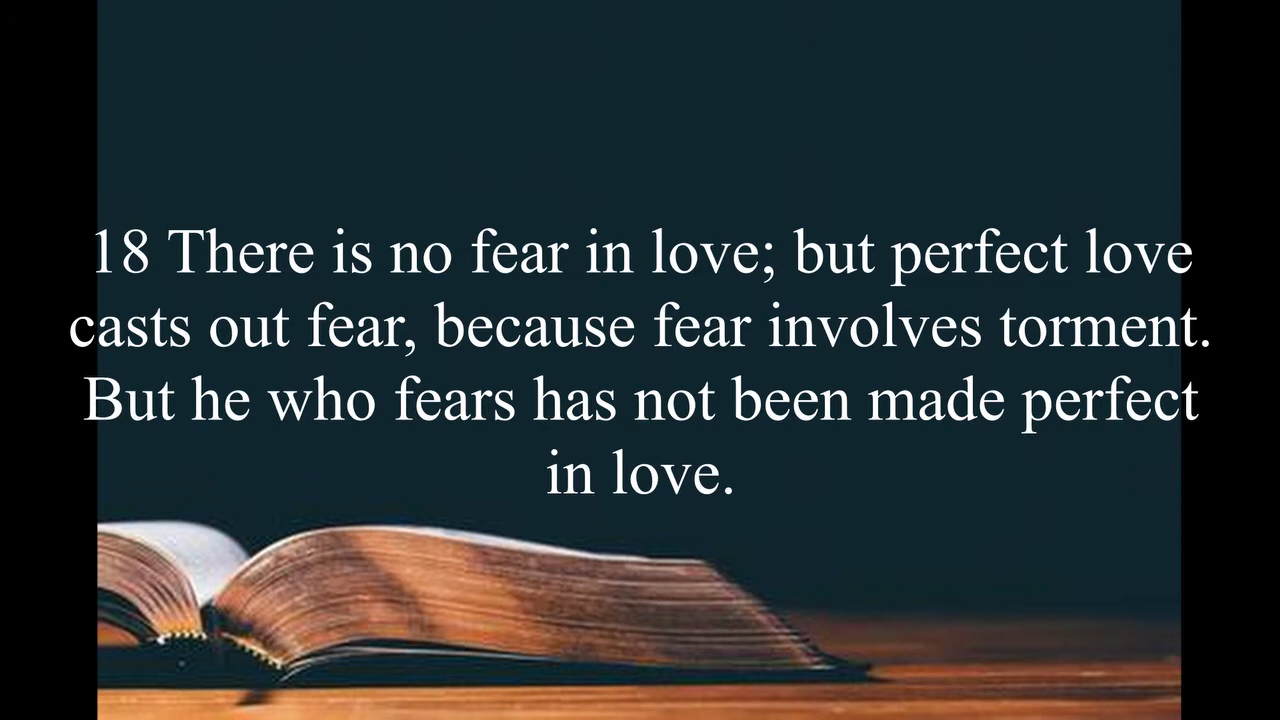 18 There is no fear in love; but perfect love
casts out fear, because fear involves torment.
But he who fears has not been made perfect
in love.